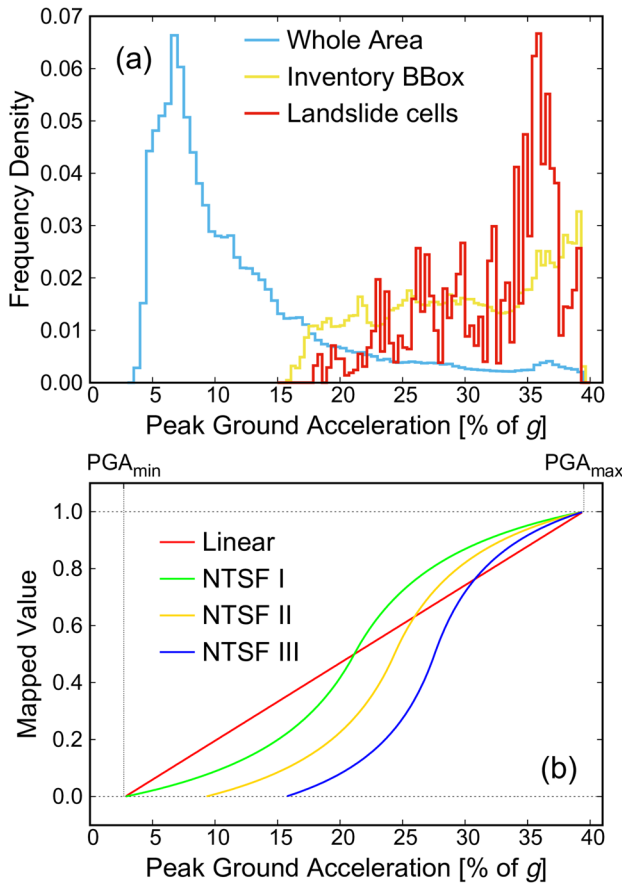 0.07
0.06
0.05
0.04
0.03
0.02
0.01
0.00
Frequency Density
(a)
Whole Area
Inventory BBox
Landslide cells
0 5 10 15 20 25 30 35 40
Peak Ground Acceleration [% of g]
PGAmin PGAmax
1.0
0.8
0.6
0.4
0.2
0.0
Mapped Value
Linear
NTSF I
NTSF II
NTSF III
(b)
0 5 10 15 20 25 30 35 40
Peak Ground Acceleration [% of g]